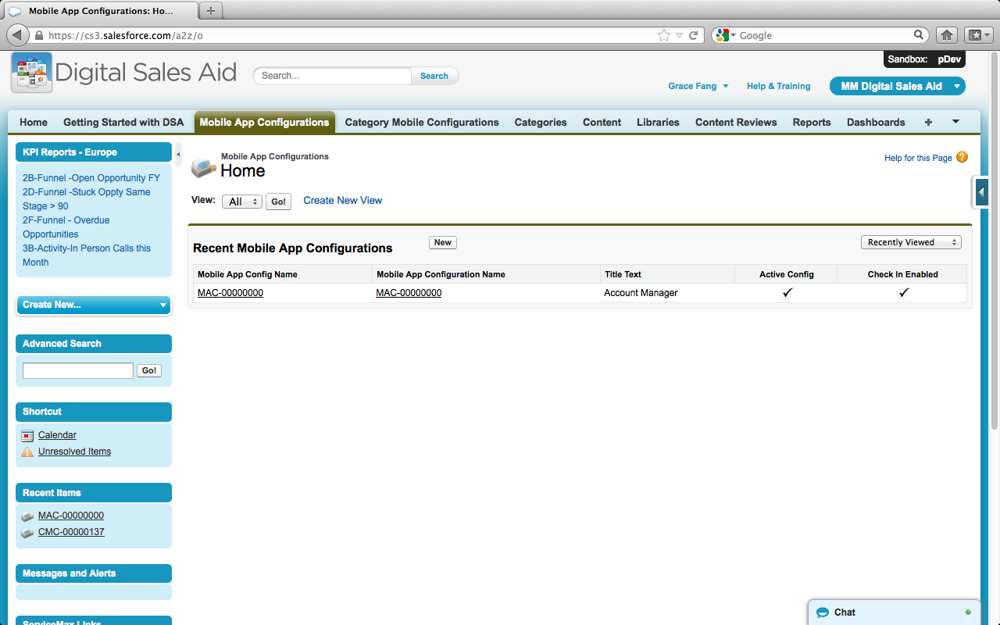 Mobile App Configurations: Ho...
https://cs3.salesforce.com/a2z/o
Google
Digital Sales Aid
Search...
Search
Sandbox: pDev
Grace Fang
Help & Training
MM Digital Sales Aid
Home
Getting Started with DSA
Mobile App Configurations
Category Mobile Configurations
Categories
Content
Libraries
Content Reviews
Reports
Dashboards
+
KPI Reports - Europe
2B-Funnel -Open Opportunity FY
2D-Funnel -Stuck Oppty Same
Stage > 90
2F-Funnel - Overdue
Opportunities
3B-Activity-In Person Calls this
Month
Create New...
Advanced Search
Go!
Shortcut
Calendar
Unresolved Items
Recent Items
MAC-00000000
CMC-00000137
Messages and Alerts
ServiceMax Links
Mobile App Configurations
Home
Help for this Page ?
View: All Go! Create New View
Recent Mobile App Configurations
New
Recently Viewed
Mobile App Config Name Mobile App Configuration Name Title Text Active Config Check In Enabled
MAC-00000000 MAC-00000000 Account Manager ✓ ✓
Chat